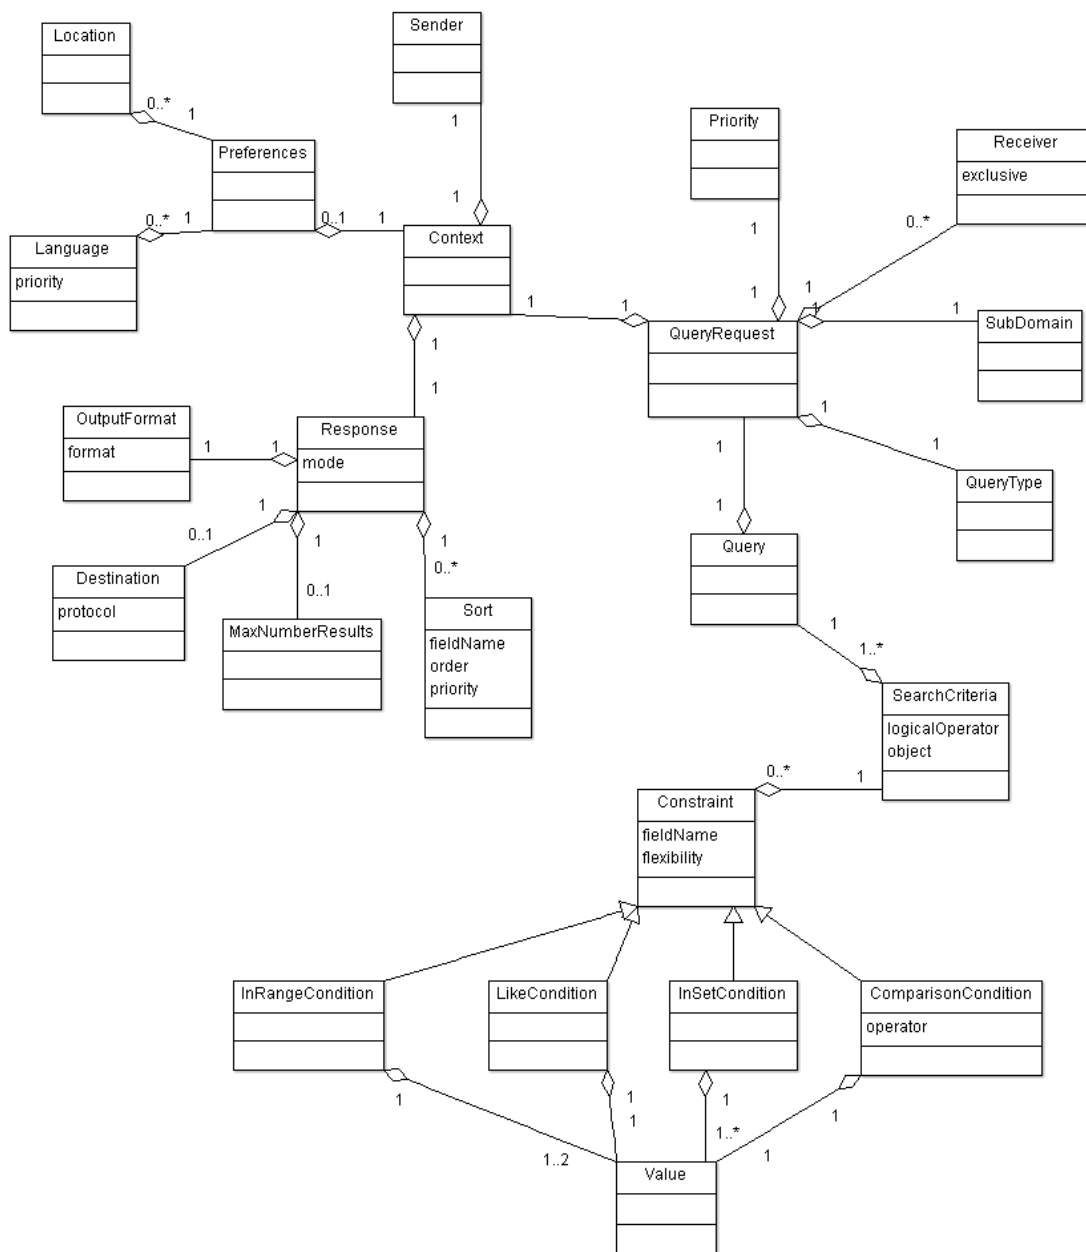 Sender
Location
0..*
1
1
Priority
Receiver
exclusive
0..*
Preferences
0..*
1
0..1
1
1
Context
Language
priority
1
1
1
1
1
1
1
QueryRequest
SubDomain
1
1
1
1
OutputFormat
format
1
1
Response
mode
1
QueryType
1
0..1
1
1
0..*
1
Query
Destination
protocol
0..1
MaxNumberResults
Sort
fieldName
order
priority
1
1..*
SearchCriteria
logicalOperator
object
0..*
1
Constraint
fieldName
flexibility
InRangeCondition
LikeCondition
InSetCondition
ComparisonCondition
operator
1
1
1
1
1
1..*
1
1..2
Value